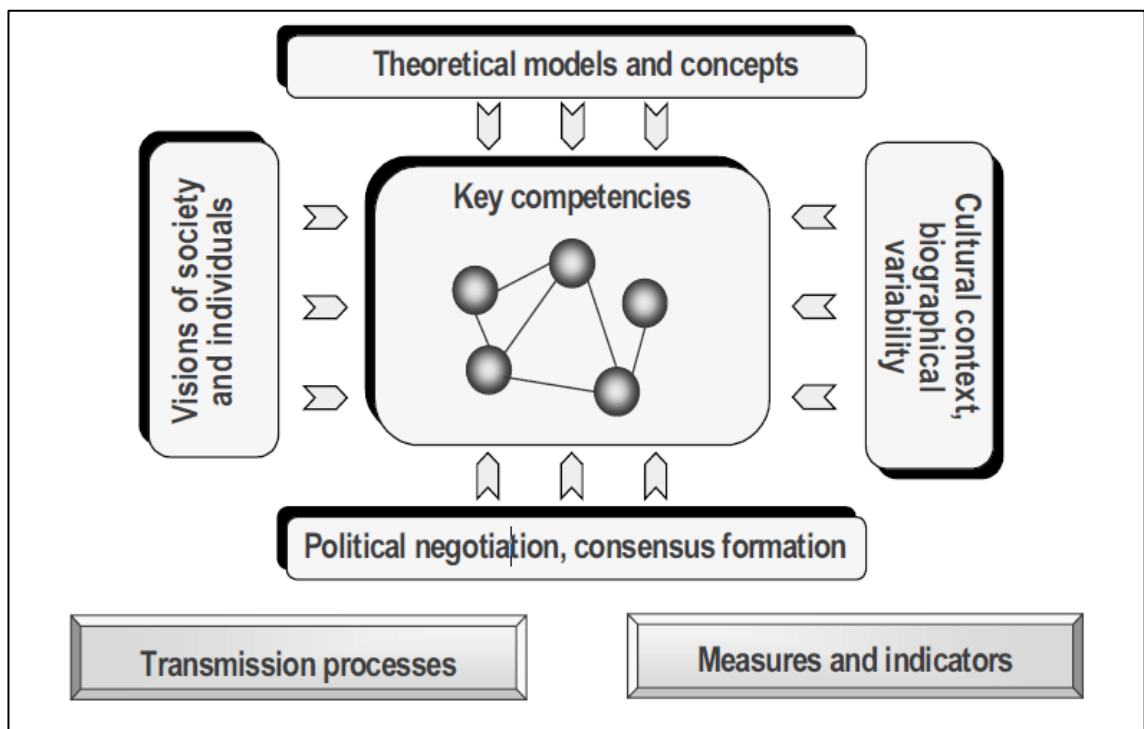 Theoretical models and concepts
Visions of society
and individuals
Key competencies
Cultural context,
biographical
variability
Political negotiation, consensus formation
Transmission processes
Measures and indicators